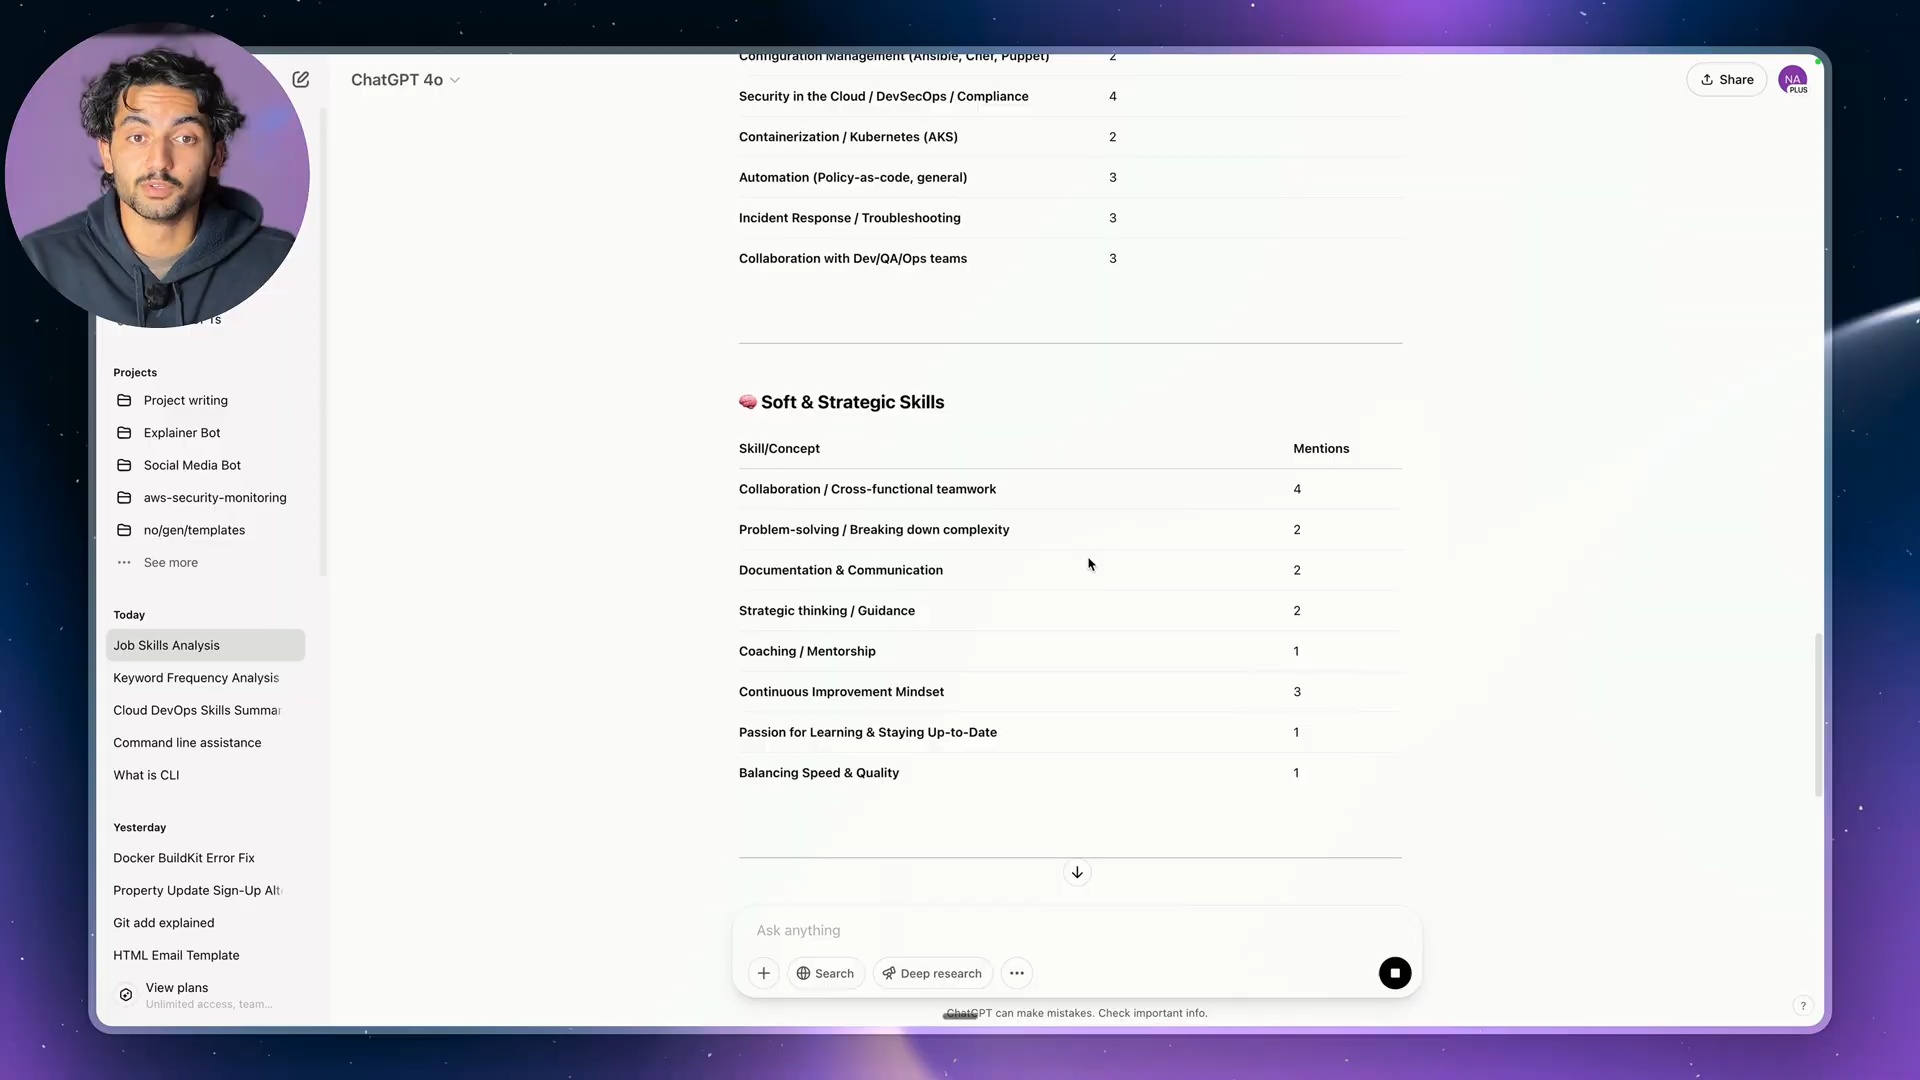 ChatGPT 4o
Share
NA
PLUS
Projects
Project writing
Explainer Bot
Social Media Bot
aws-security-monitoring
no/gen/templates
See more
Today
Job Skills Analysis
Keyword Frequency Analysis
Cloud DevOps Skills Summar
Command line assistance
What is CLI
Yesterday
Docker BuildKit Error Fix
Property Update Sign-Up Alt
Git add explained
HTML Email Template
View plans
Unlimited access, team...
Configuration Management (Ansible, Chef, Puppet) 2
Security in the Cloud / DevSecOps / Compliance 4
Containerization / Kubernetes (AKS) 2
Automation (Policy-as-code, general) 3
Incident Response / Troubleshooting 3
Collaboration with Dev/QA/Ops teams 3
🧠 Soft & Strategic Skills
Skill/Concept Mentions
Collaboration / Cross-functional teamwork 4
Problem-solving / Breaking down complexity 2
Documentation & Communication 2
Strategic thinking / Guidance 2
Coaching / Mentorship 1
Continuous Improvement Mindset 3
Passion for Learning & Staying Up-to-Date 1
Balancing Speed & Quality 1
Ask anything
Search
Deep research
ChatGPT can make mistakes. Check important info.
?